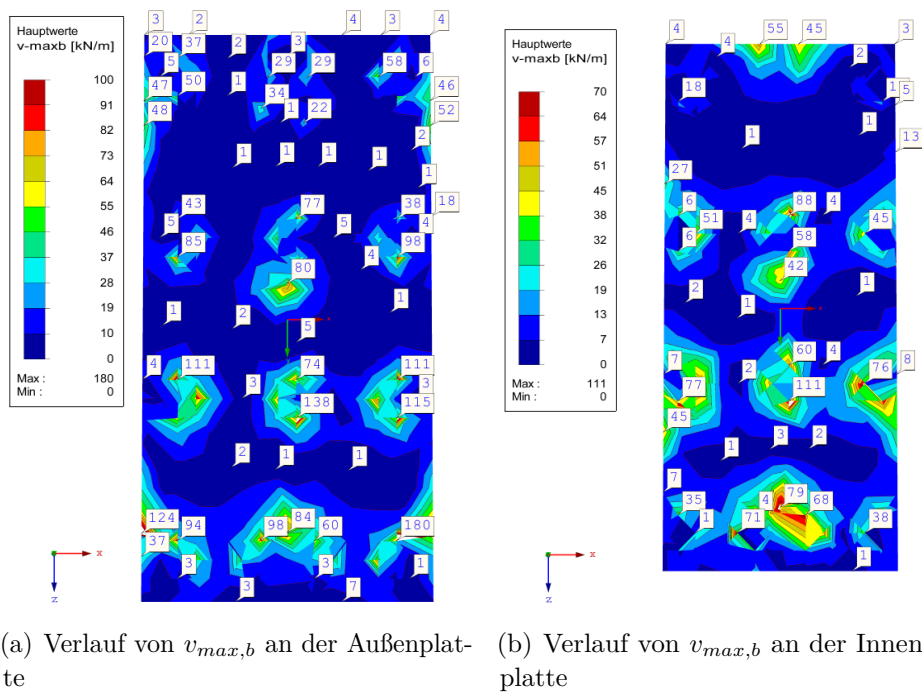 Hauptwerte
v-maxb [kN/m]
100
91
82
73
64
55
46
37
28
19
10
0
Max : 180
Min : 0
3 2 4 3 4
20 37 2 3
5 29 29 58 6
47 50 1 46
34
48 1 22 52
2
1 1 1 1
1
43 77 38 18
5 5 4
85 98
4
80
1
1 2
x
5
4 111 74 111
3 3
138 115
2 1 1
124 84
94 98 60 180
37
3 3 1
3 7
x
z
Hauptwerte
v-maxb [kN/m]
70
64
57
51
45
38
32
26
19
13
7
0
Max : 111
Min : 0
4 55 45 3
4 2
18 1 5
1 1
13
27
6 88 4
51 4 45
6 58
42
2 1
1
7 60 8
2 4 76
77 111
45
3 2
1
7
35 4 79 68
1 71 38
1
x
z
(a) Verlauf von vmax,b an der Außenplat-
te
(b) Verlauf von vmax,b an der Innen
platte